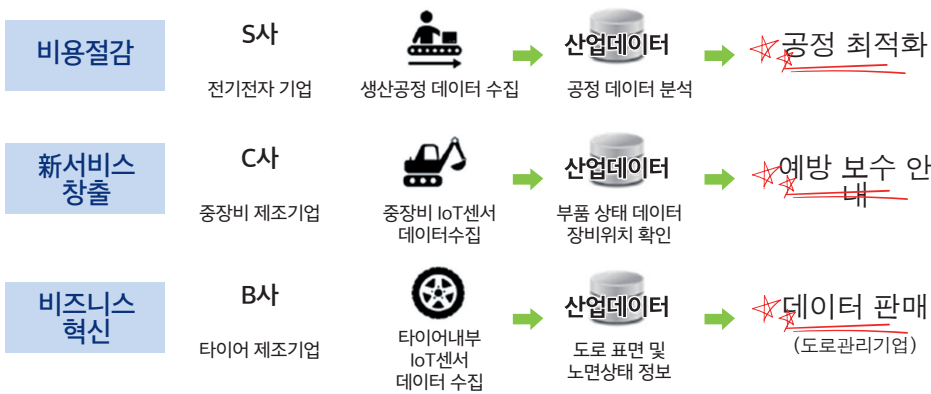 비용절감
S사
전기전자 기업
생산공정 데이터 수집
산업데이터
공정 데이터 분석
공정 최적화
新서비스
창출
C사
중장비 제조기업
중장비 IoT센서
데이터수집
산업데이터
부품 상태 데이터
장비위치 확인
예방 보수 안
내
비즈니스
혁신
B사
타이어 제조기업
타이어내부
IoT센서
데이터 수집
산업데이터
도로 표면 및
노면상태 정보
데이터 판매
(도로관리기업)